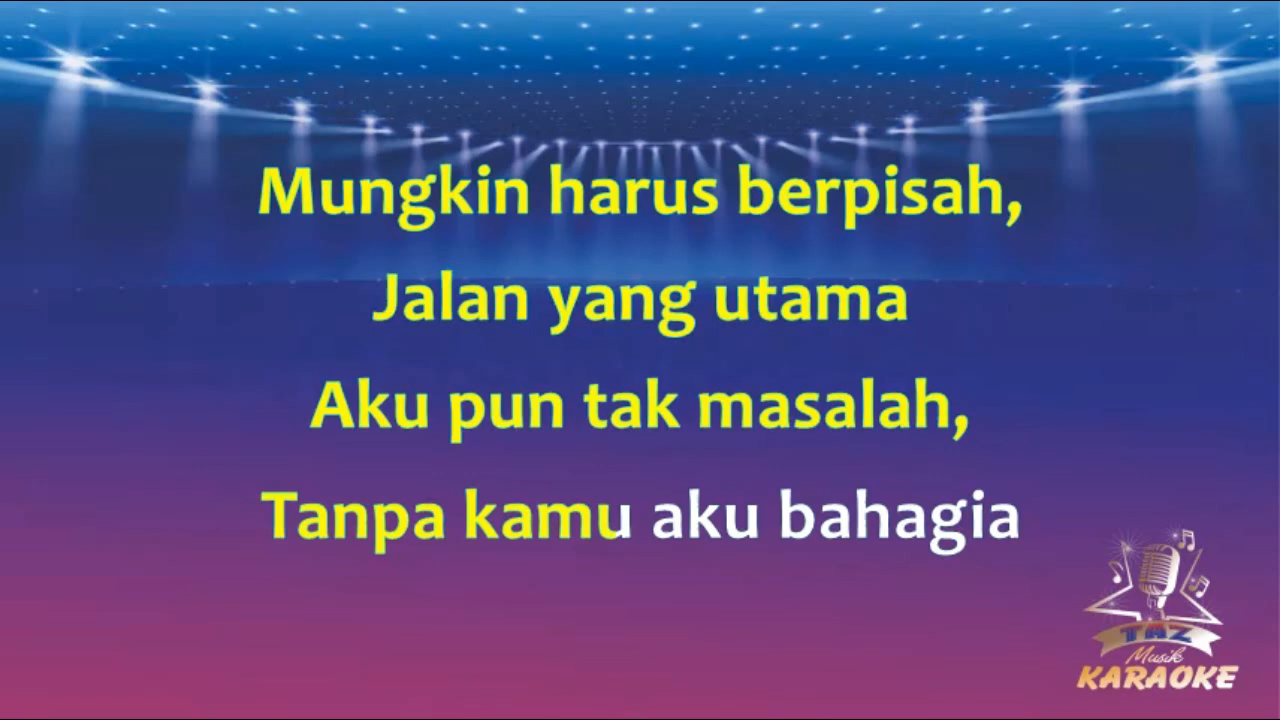 Mungkin harus berpisah,
Jalan yang utama
Aku pun tak masalah,
Tanpa kamu aku bahagia
TAZ
Musik
KARAOKE